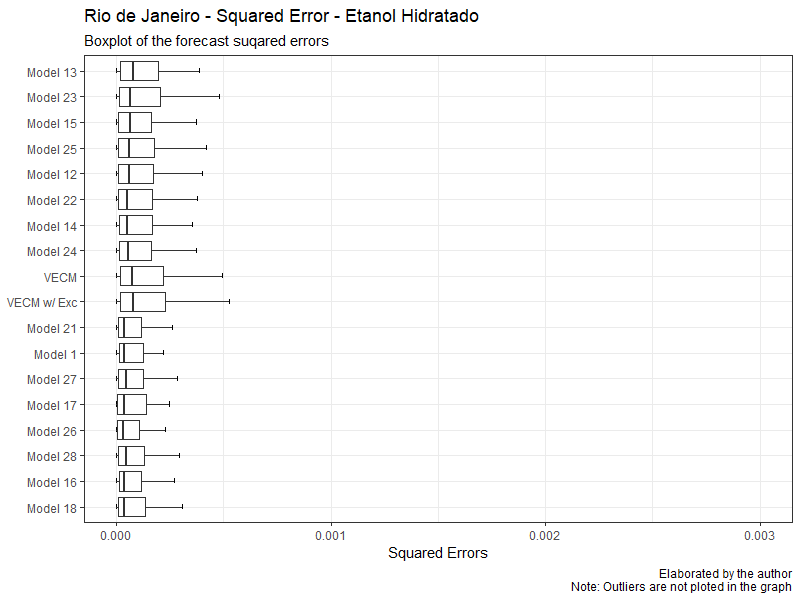 Rio de Janeiro - Squared Error - Etanol Hidratado
Boxplot of the forecast suqared errors
Model 13
Model 23
Model 15
Model 25
Model 12
Model 22
Model 14
Model 24
VECM
VECM w/ Exc
Model 21
Model 1
Model 27
Model 17
Model 26
Model 28
Model 16
Model 18
0.000 0.001 0.002 0.003
Squared Errors
Elaborated by the author
Note: Outliers are not ploted in the graph